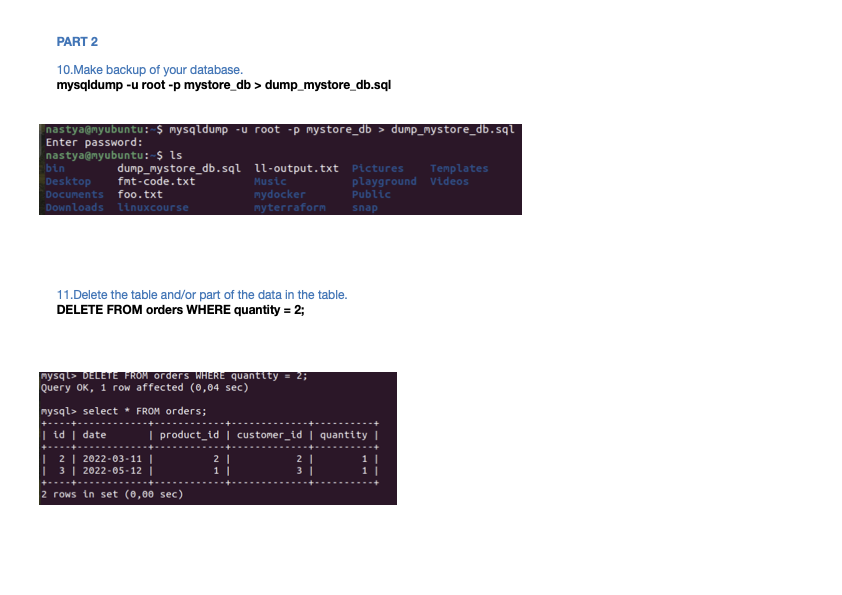 PART 2
10.Make backup of your database.
mysqldump -u root -p mystore_db > dump_mystore_db.sql
nastya@myubuntu:~$ mysqldump -u root -p mystore_db > dump_mystore_db.sql
Enter password:
nastya@myubuntu:~$ ls
bin dump_mystore_db.sql ll-output.txt Pictures Templates
Desktop fmt-code.txt Music playground Videos
Documents foo.txt mydocker Public
Downloads linuxcourse myterraform snap
11.Delete the table and/or part of the data in the table.
DELETE FROM orders WHERE quantity = 2;
mysql> DELETE FROM orders WHERE quantity = 2;
Query OK, 1 row affected (0,04 sec)
mysql> select * FROM orders;
+----+------------+------------+-------------+----------+
| id | date       | product_id | customer_id | quantity |
+----+------------+------------+-------------+----------+
|  2 | 2022-03-11 |          2 |           2 |        1 |
|  3 | 2022-05-12 |          1 |           3 |        1 |
+----+------------+------------+-------------+----------+
2 rows in set (0,00 sec)